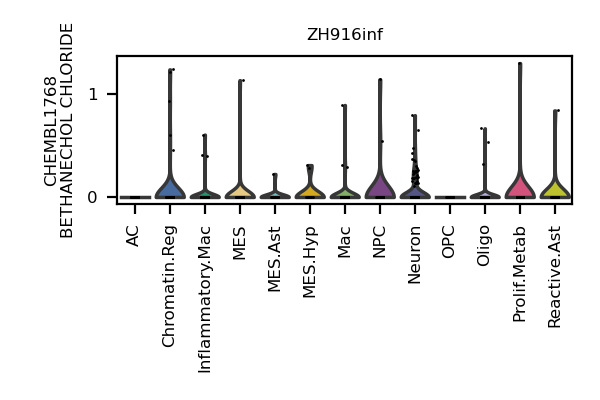 ZH916inf
CHEMBL1768
BETHANECHOL CHLORIDE
1
0
AC
Chromatin.Reg
Inflammatory.Mac
MES
MES.Ast
MES.Hyp
Mac
NPC
Neuron
OPC
Oligo
Prolif.Metab
Reactive.Ast